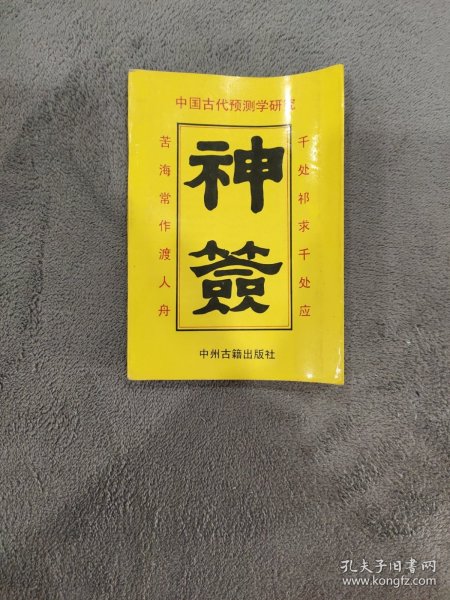 中国古代预测学研究
千处祈求千处应
神簽
苦海常作渡人舟
中州古籍出版社
孔夫子旧书网
www.kongfz.com